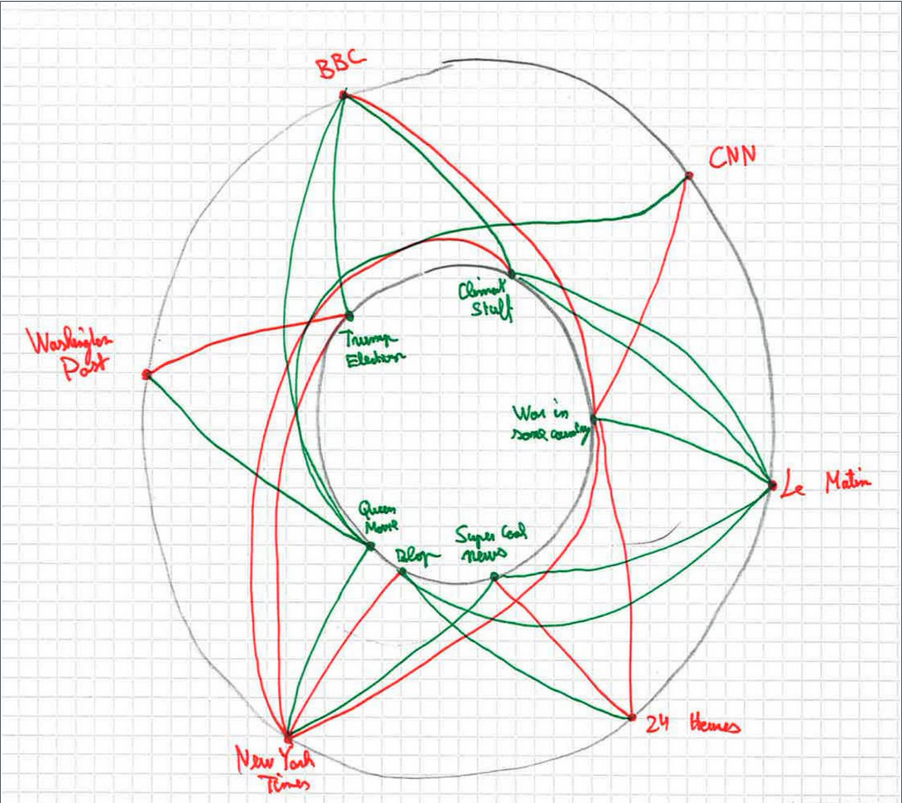 BBC
CNN
Climat
Stuff
Washington
Post
Trump
Election
War in
some country
Le Matin
Queen
Move
Blop
Super Cool
news
24 Heures
New York
Times